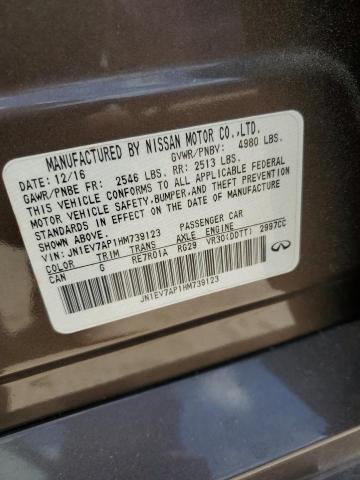 MANUFACTURED BY NISSAN MOTOR CO.,LTD.
DATE: 12/16 GVWR/PNBV: 4980 LBS.
GAWR/PNBE FR: 2546 LBS. RR: 2513 LBS.
THIS VEHICLE CONFORMS TO ALL APPLICABLE FEDERAL
MOTOR VEHICLE SAFETY, BUMPER, AND THEFT PREVENTION
STANDARDS IN EFFECT ON THE DATE OF MANUFACTURE
SHOWN ABOVE.
VIN: JN1EV7AP1HM739123 PASSENGER CAR
COLOR TRIM TRANS AXLE ENGINE
CAN G RE7R01A RG29 VR30(DDTT) 2997CC
JN1EV7AP1HM739123